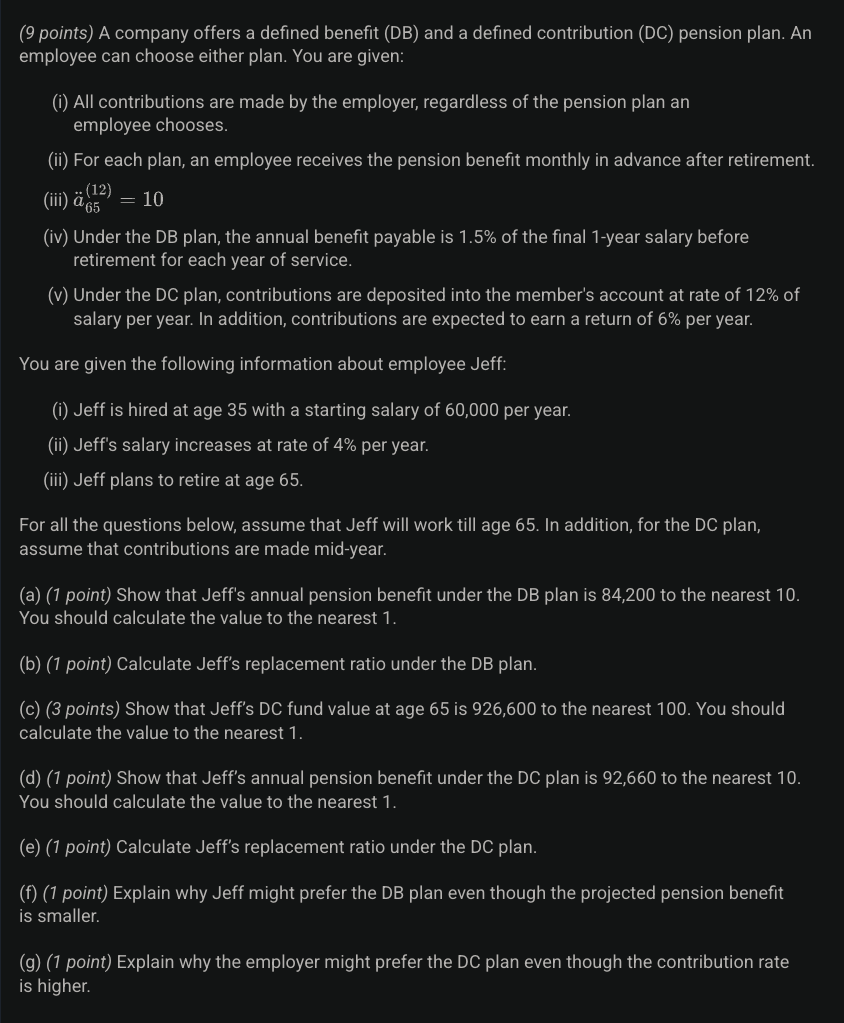 (9 points) A company offers a defined benefit (DB) and a defined contribution (DC) pension plan. An
employee can choose either plan. You are given:
(i) All contributions are made by the employer, regardless of the pension plan an
employee chooses.
(ii) For each plan, an employee receives the pension benefit monthly in advance after retirement.
(iii) ä₆₅⁽¹²⁾ = 10
(iv) Under the DB plan, the annual benefit payable is 1.5% of the final 1-year salary before
retirement for each year of service.
(v) Under the DC plan, contributions are deposited into the member's account at rate of 12% of
salary per year. In addition, contributions are expected to earn a return of 6% per year.
You are given the following information about employee Jeff:
(i) Jeff is hired at age 35 with a starting salary of 60,000 per year.
(ii) Jeff's salary increases at rate of 4% per year.
(iii) Jeff plans to retire at age 65.
For all the questions below, assume that Jeff will work till age 65. In addition, for the DC plan,
assume that contributions are made mid-year.
(a) (1 point) Show that Jeff's annual pension benefit under the DB plan is 84,200 to the nearest 10.
You should calculate the value to the nearest 1.
(b) (1 point) Calculate Jeff’s replacement ratio under the DB plan.
(c) (3 points) Show that Jeff’s DC fund value at age 65 is 926,600 to the nearest 100. You should
calculate the value to the nearest 1.
(d) (1 point) Show that Jeff’s annual pension benefit under the DC plan is 92,660 to the nearest 10.
You should calculate the value to the nearest 1.
(e) (1 point) Calculate Jeff’s replacement ratio under the DC plan.
(f) (1 point) Explain why Jeff might prefer the DB plan even though the projected pension benefit
is smaller.
(g) (1 point) Explain why the employer might prefer the DC plan even though the contribution rate
is higher.